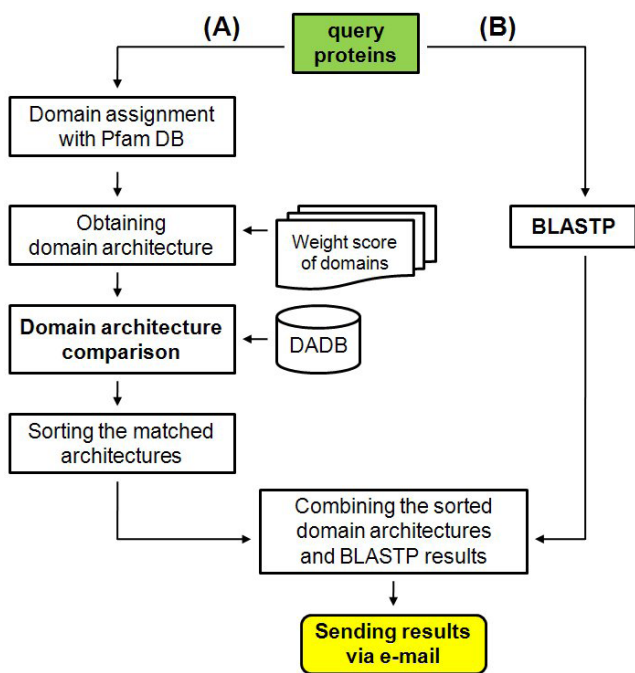 (A)
query
proteins
(B)
Domain assignment
with Pfam DB
Obtaining
domain architecture
Weight score
of domains
BLASTP
Domain architecture
comparison
DADB
Sorting the matched
architectures
Combining the sorted
domain architectures
and BLASTP results
Sending results
via e-mail